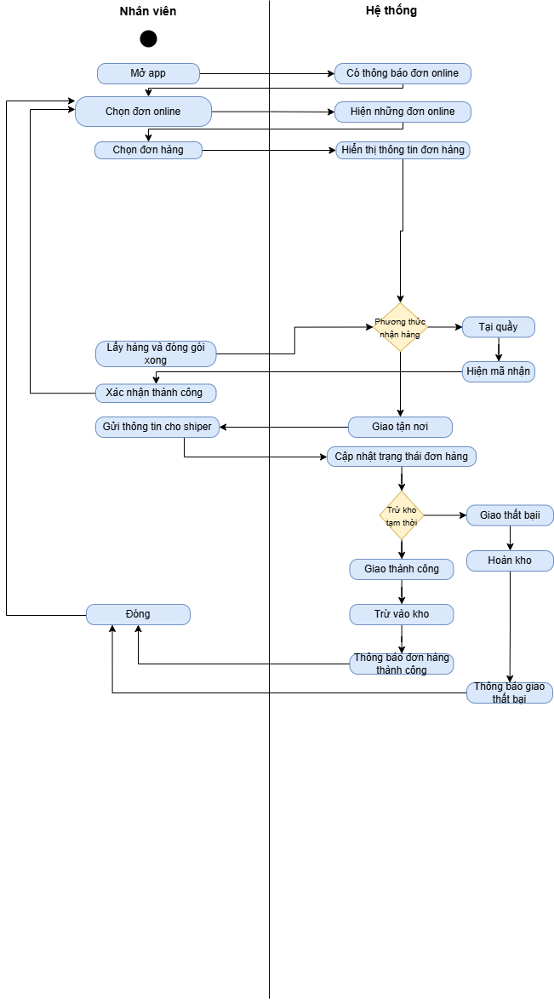 Nhân viên
Hệ thống
Mở app
Có thông báo đơn online
Chọn đơn online
Hiện những đơn online
Chọn đơn hàng
Hiển thị thông tin đơn hàng
Phương thức
nhận hàng
Tại quầy
Lấy hàng và đóng gói
xong
Hiện mã nhận
Xác nhận thành công
Gửi thông tin cho shiper
Giao tận nơi
Cập nhật trạng thái đơn hàng
Trừ kho
tạm thời
Giao thất bạii
Hoàn kho
Giao thành công
Đóng
Trừ vào kho
Thông báo đơn hàng
thành công
Thông báo giao
thất bại